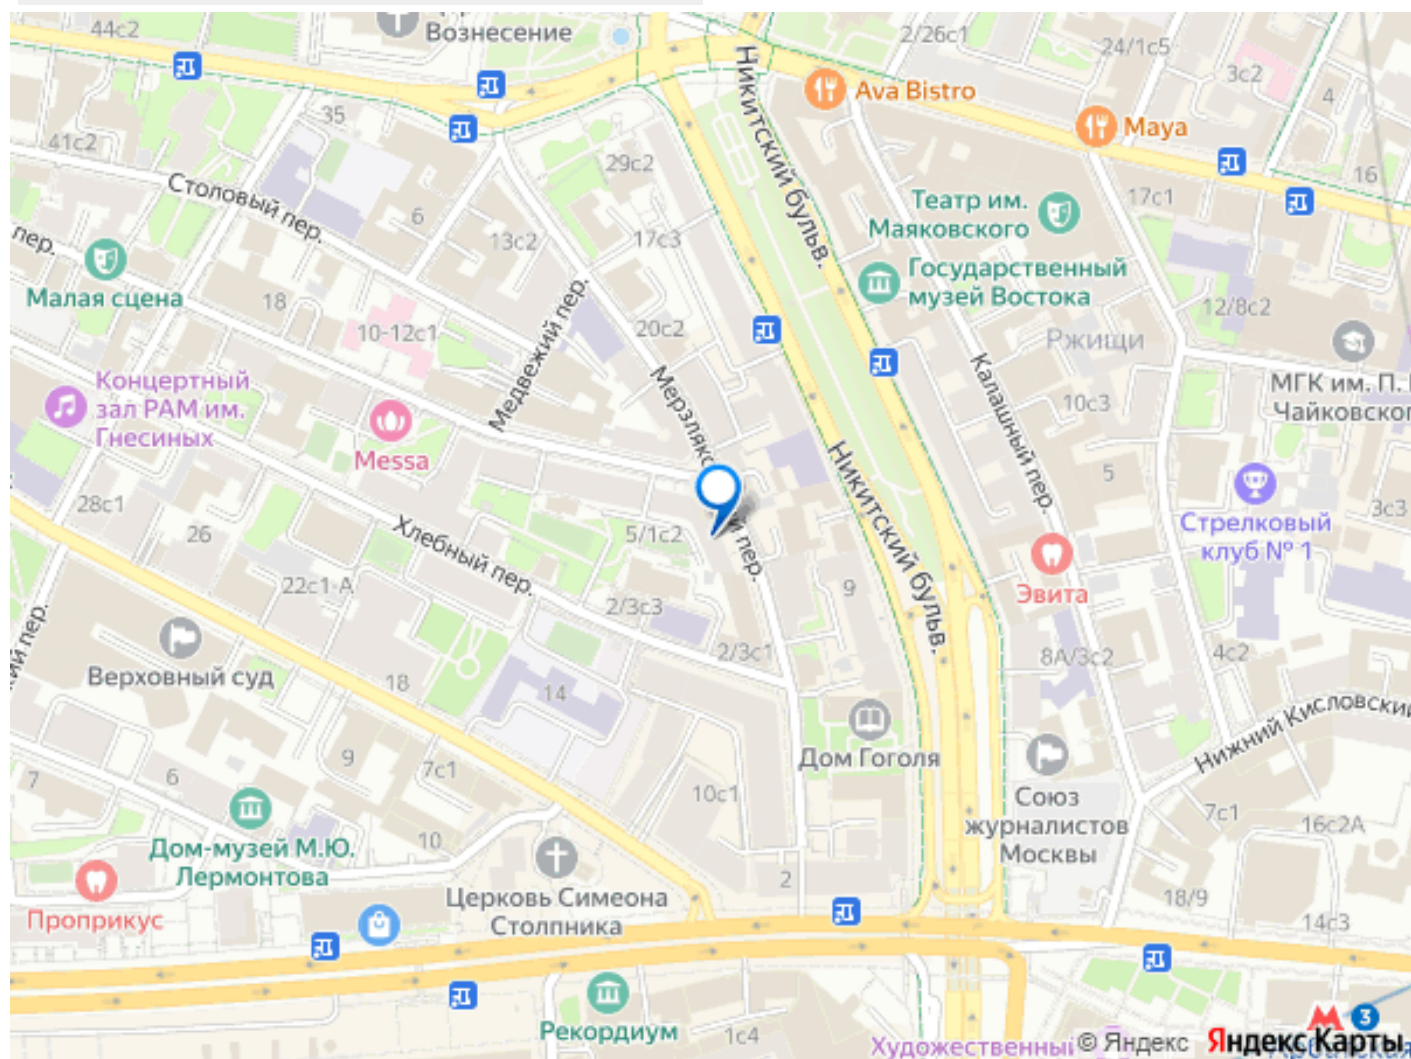 44с2
Вознесение
2/26с1
24/1с5
3с2
4
Ava Bistro
Maya
35
41с2
29с2
Никитский бульв.
16
Столовый пер.
6
17с1
Театр им.
Маяковского
13с2
17с3
пер.
Государственный
музей Востока
Малая сцена
18
10-12с1
Медвежий пер.
20с2
12/8с2
Ржищи
Концертный
зал РАМ им.
Гнесиных
Messa
Калашный пер.
10с3
МГК им. П.
Чайковског
5
Никитский бульв.
28с1
26
Хлебный пер.
5/1с2
пер.
Стрелковый
клуб № 1
3с3
22с1-А
2/3с3
9
Эвита
Верховный суд
2/3с1
8А/3с2
4с2
18
14
Дом Гоголя
Нижний Кисловский
7
6
9
7с1
10с1
Союз
журналистов
Москвы
7с1
16с2А
Дом-музей М.Ю.
Лермонтова
10
Проприкус
Церковь Симеона
Столпника
2
18/9
14с3
Рекордиум
1с4
3
Художественный
© Яндекс Яндекс Карты